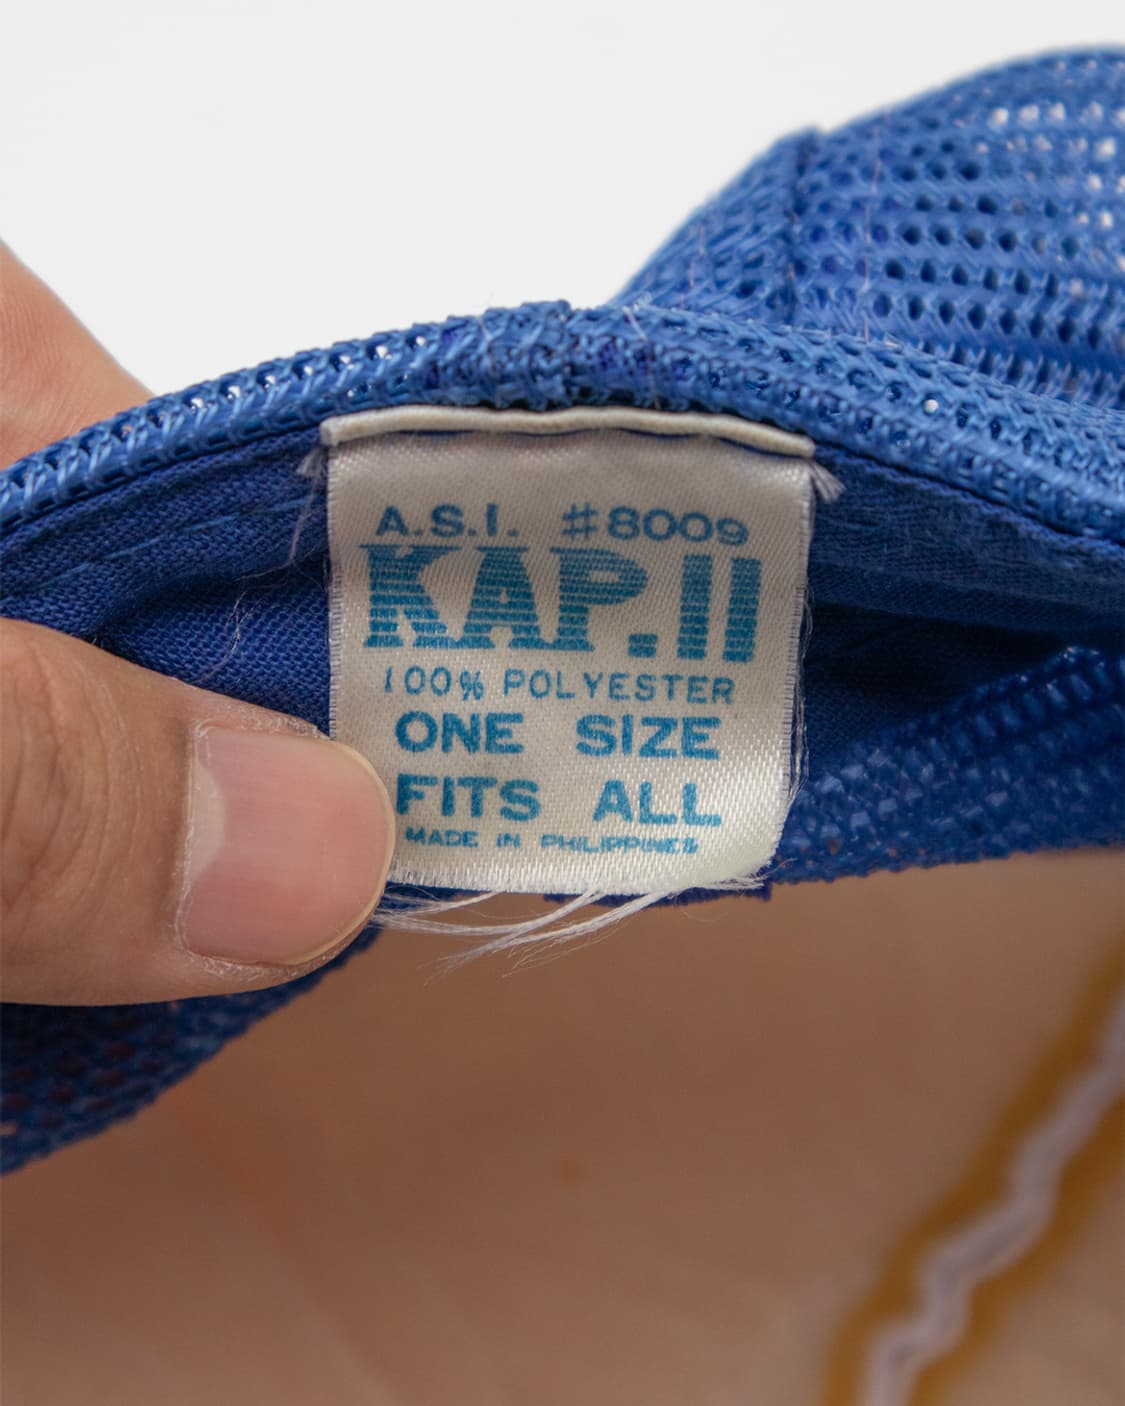 A.S.I. #8009
KAP.II
100% POLYESTER
ONE SIZE
FITS ALL
MADE IN PHILIPPINES